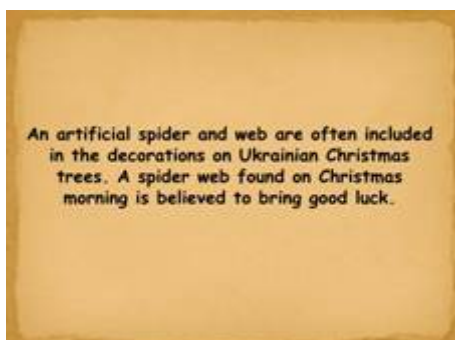 An artificial spider and web are often included
in the decorations on Ukrainian Christmas
trees. A spider web found on Christmas
morning is believed to bring good luck.